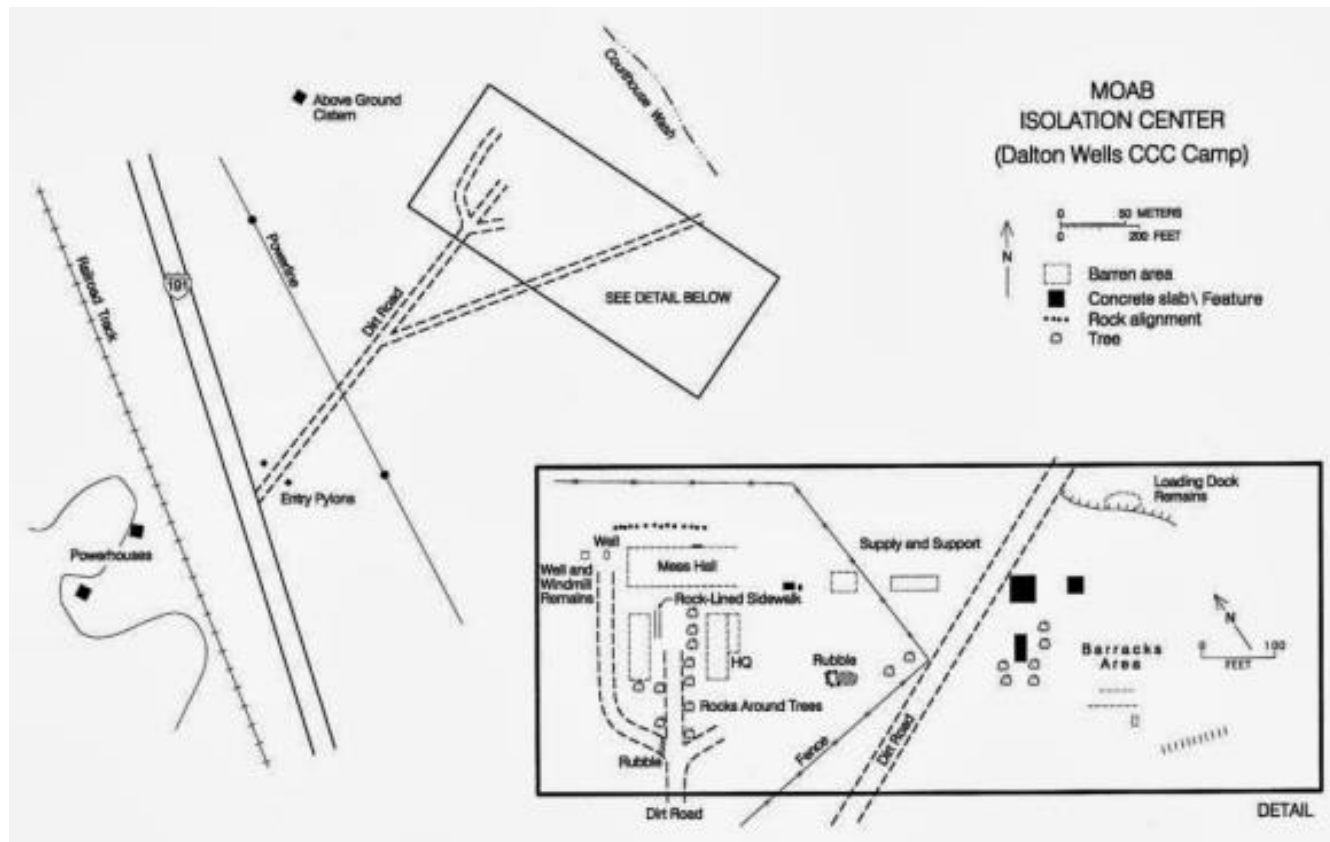 MOAB
ISOLATION CENTER
(Dalton Wells CCC Camp)
0 50 METERS
0 200 FEET
N
Barren area
Concrete slab\ Feature
Rock alignment
Tree
Above Ground
Cistern
Courthouse Wash
Railroad Track
191
Powerline
Dirt Road
SEE DETAIL BELOW
Entry Pylons
Powerhouses
Loading Dock
Remains
Supply and Support
Well
Well and
Windmill
Remains
Mess Hall
Rock-Lined Sidewalk
HQ
Rubble
Barracks
Area
N
0 100
FEET
Rocks Around Trees
Rubble
Fence
Dirt Road
Dirt Road
DETAIL